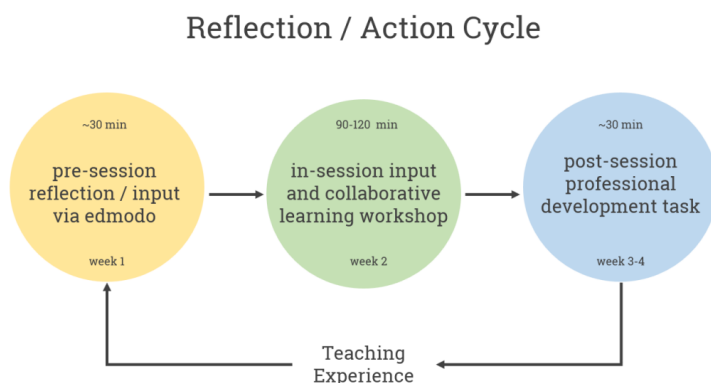 Reflection / Action Cycle
~30 min
pre-session
reflection / input
via edmodo
week 1
90-120 min
in-session input
and collaborative
learning workshop
week 2
~30 min
post-session
professional
development task
week 3-4
Teaching
Experience